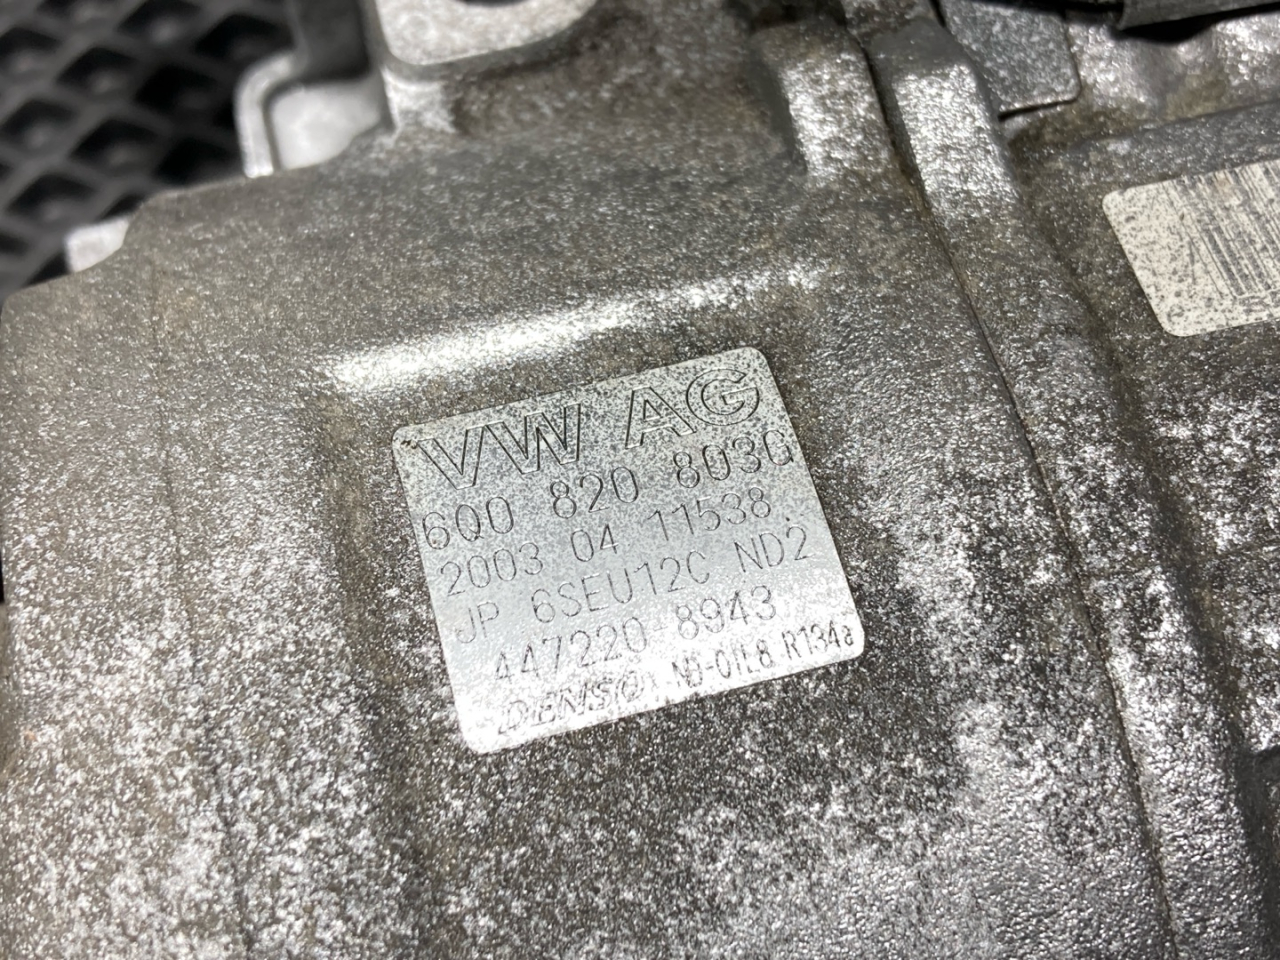 VW AG
6Q0 820 803G
2003 04 11538
JP 6SEU12C ND2
447220 8943
DENSO ND-OIL8 R134a